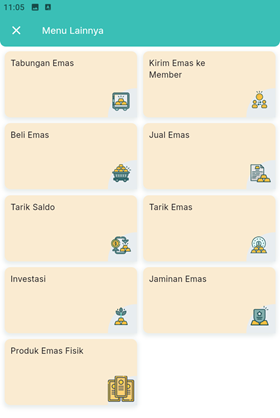 11:05
Menu Lainnya
Tabungan Emas
Kirim Emas ke
Member
Beli Emas
Jual Emas
Tarik Saldo
Tarik Emas
Investasi
Jaminan Emas
Produk Emas Fisik